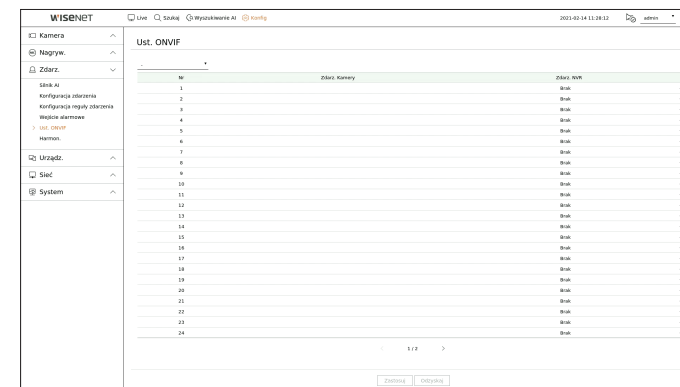 WISENET Live Szukaj Wyszukiwanie AI Konfig 2021-02-14 11:28:12 admin
Kamera
Nagryw.
Zdarz.
Silnik AI
Konfiguracja zdarzenia
Konfiguracja reguły zdarzenia
Wejście alarmowe
Ust. ONVIF
Harmon.
Urządz.
Sieć
System
Ust. ONVIF
-
Nr Zdarz. Kamery Zdarz. NVR
1 Brak
2 Brak
3 Brak
4 Brak
5 Brak
6 Brak
7 Brak
8 Brak
9 Brak
10 Brak
11 Brak
12 Brak
13 Brak
14 Brak
15 Brak
16 Brak
17 Brak
18 Brak
19 Brak
20 Brak
21 Brak
22 Brak
23 Brak
24 Brak
1 / 2
Zastosuj Odzyskaj